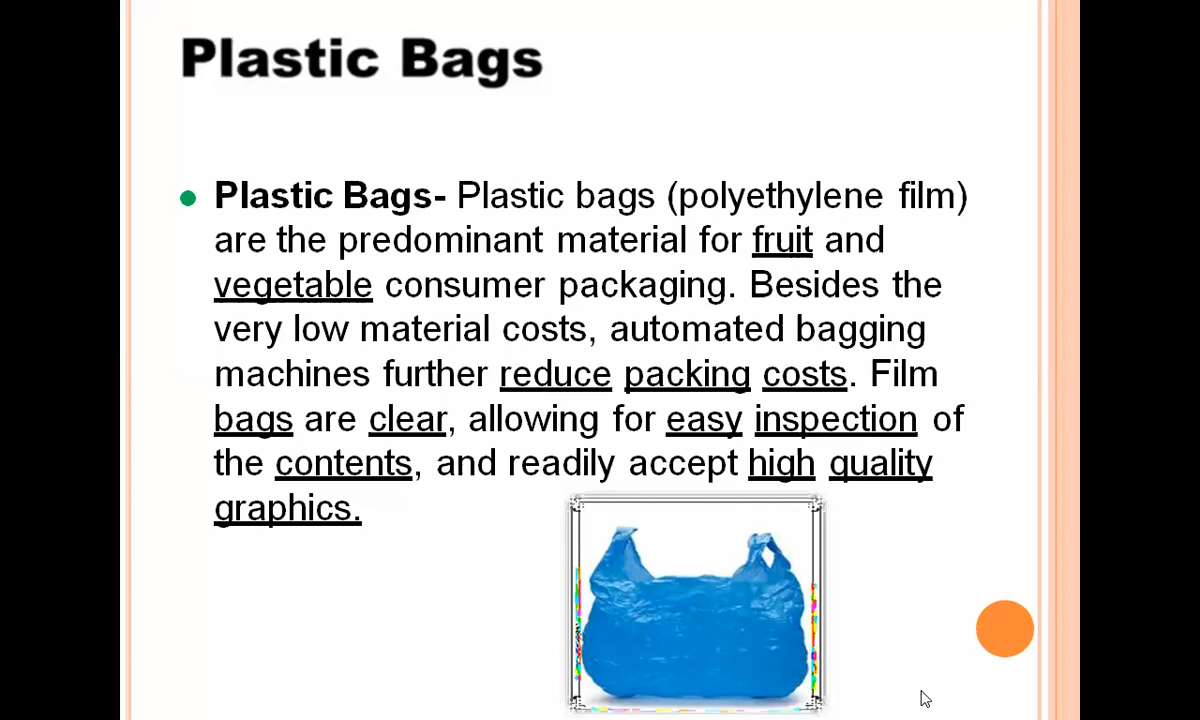 Plastic Bags
Plastic Bags- Plastic bags (polyethylene film)
are the predominant material for fruit and
vegetable consumer packaging. Besides the
very low material costs, automated bagging
machines further reduce packing costs. Film
bags are clear, allowing for easy inspection of
the contents, and readily accept high quality
graphics.